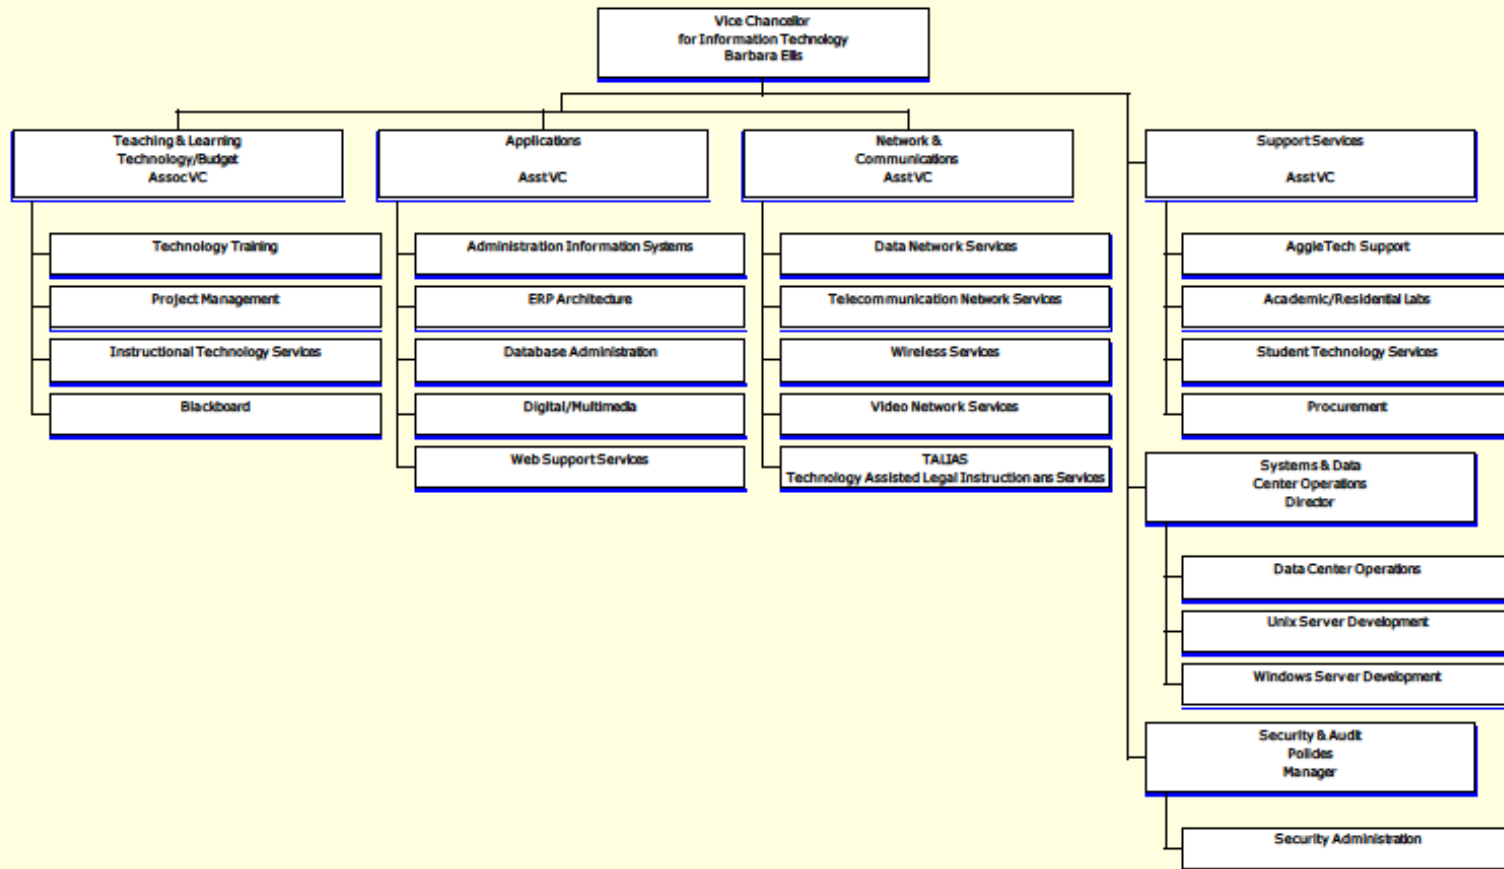 Vice Chancellor
for Information Technology
Barbara Ellis
Teaching & Learning
Technology/Budget
Assoc VC
Technology Training
Project Management
Instructional Technology Services
Blackboard
Applications
Asst VC
Administration Information Systems
ERP Architecture
Database Administration
Digital/Multimedia
Web Support Services
Network &
Communications
Asst VC
Data Network Services
Telecommunication Network Services
Wireless Services
Video Network Services
TALIAS
Technology Assisted Legal Instruction ans Services
Support Services
Asst VC
AggieTech Support
Academic/Residential Labs
Student Technology Services
Procurement
Systems & Data
Center Operations
Director
Data Center Operations
Unix Server Development
Windows Server Development
Security & Audit
Policies
Manager
Security Administration